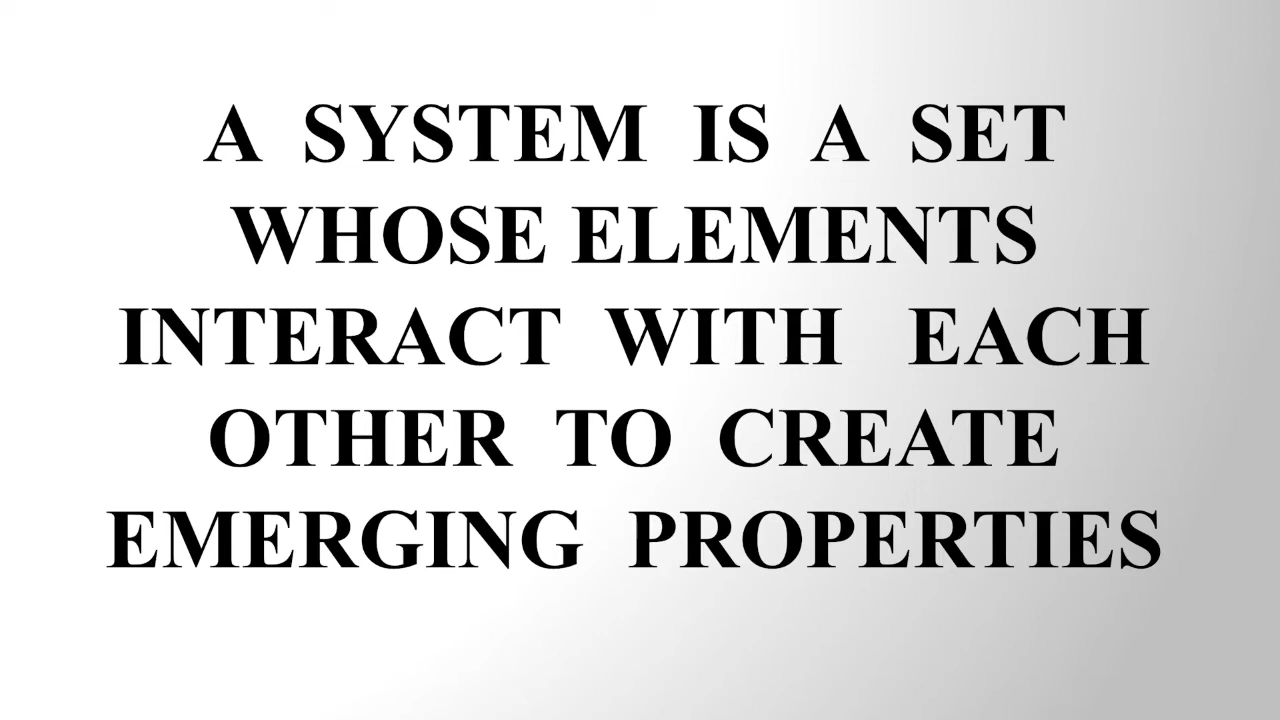 A SYSTEM IS A SET
WHOSE ELEMENTS
INTERACT WITH EACH
OTHER TO CREATE
EMERGING PROPERTIES